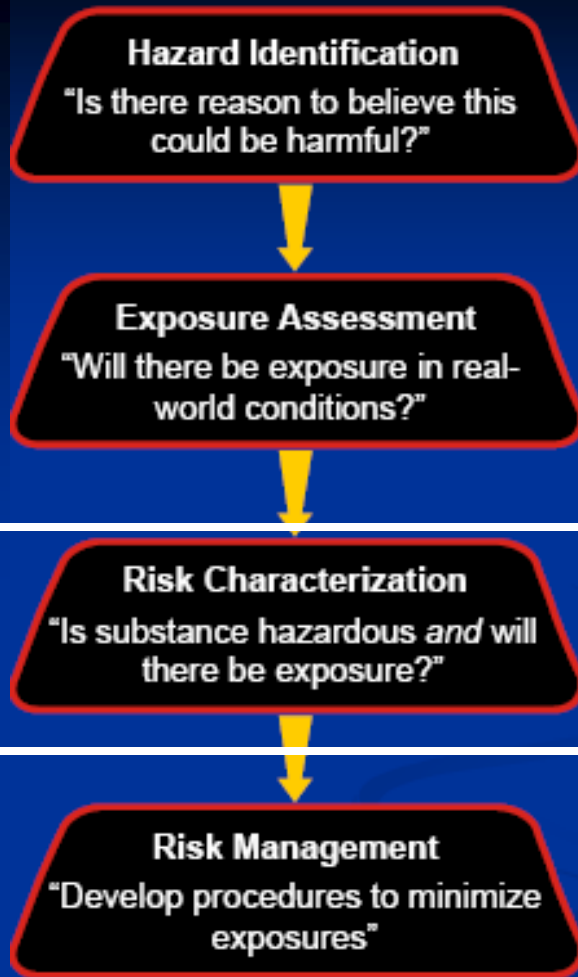 Hazard Identification
“Is there reason to believe this
could be harmful?”
Exposure Assessment
“Will there be exposure in real-
world conditions?”
Risk Characterization
“Is substance hazardous and will
there be exposure?”
Risk Management
“Develop procedures to minimize
exposures”